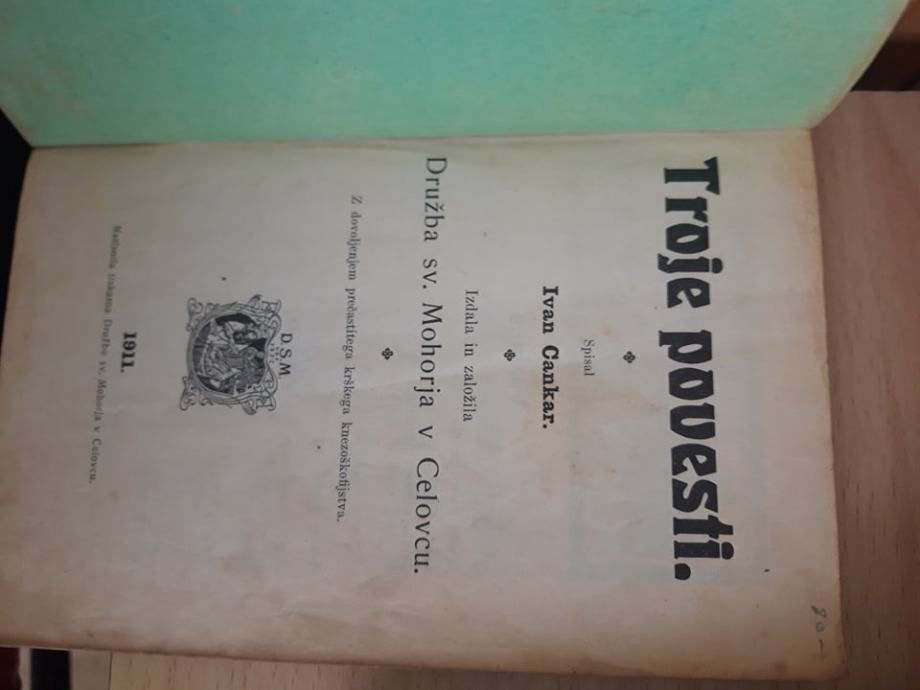 Troje povesti.
Spisal
Ivan Cankar.
Izdala in založila
Družba sv. Mohorja v Celovcu.
Z dovoljenjem prečastitega krškega knezoškofijstva.
D.S.M.
1911.
Natisnila tiskarna Družbe sv. Mohorja v Celovcu.